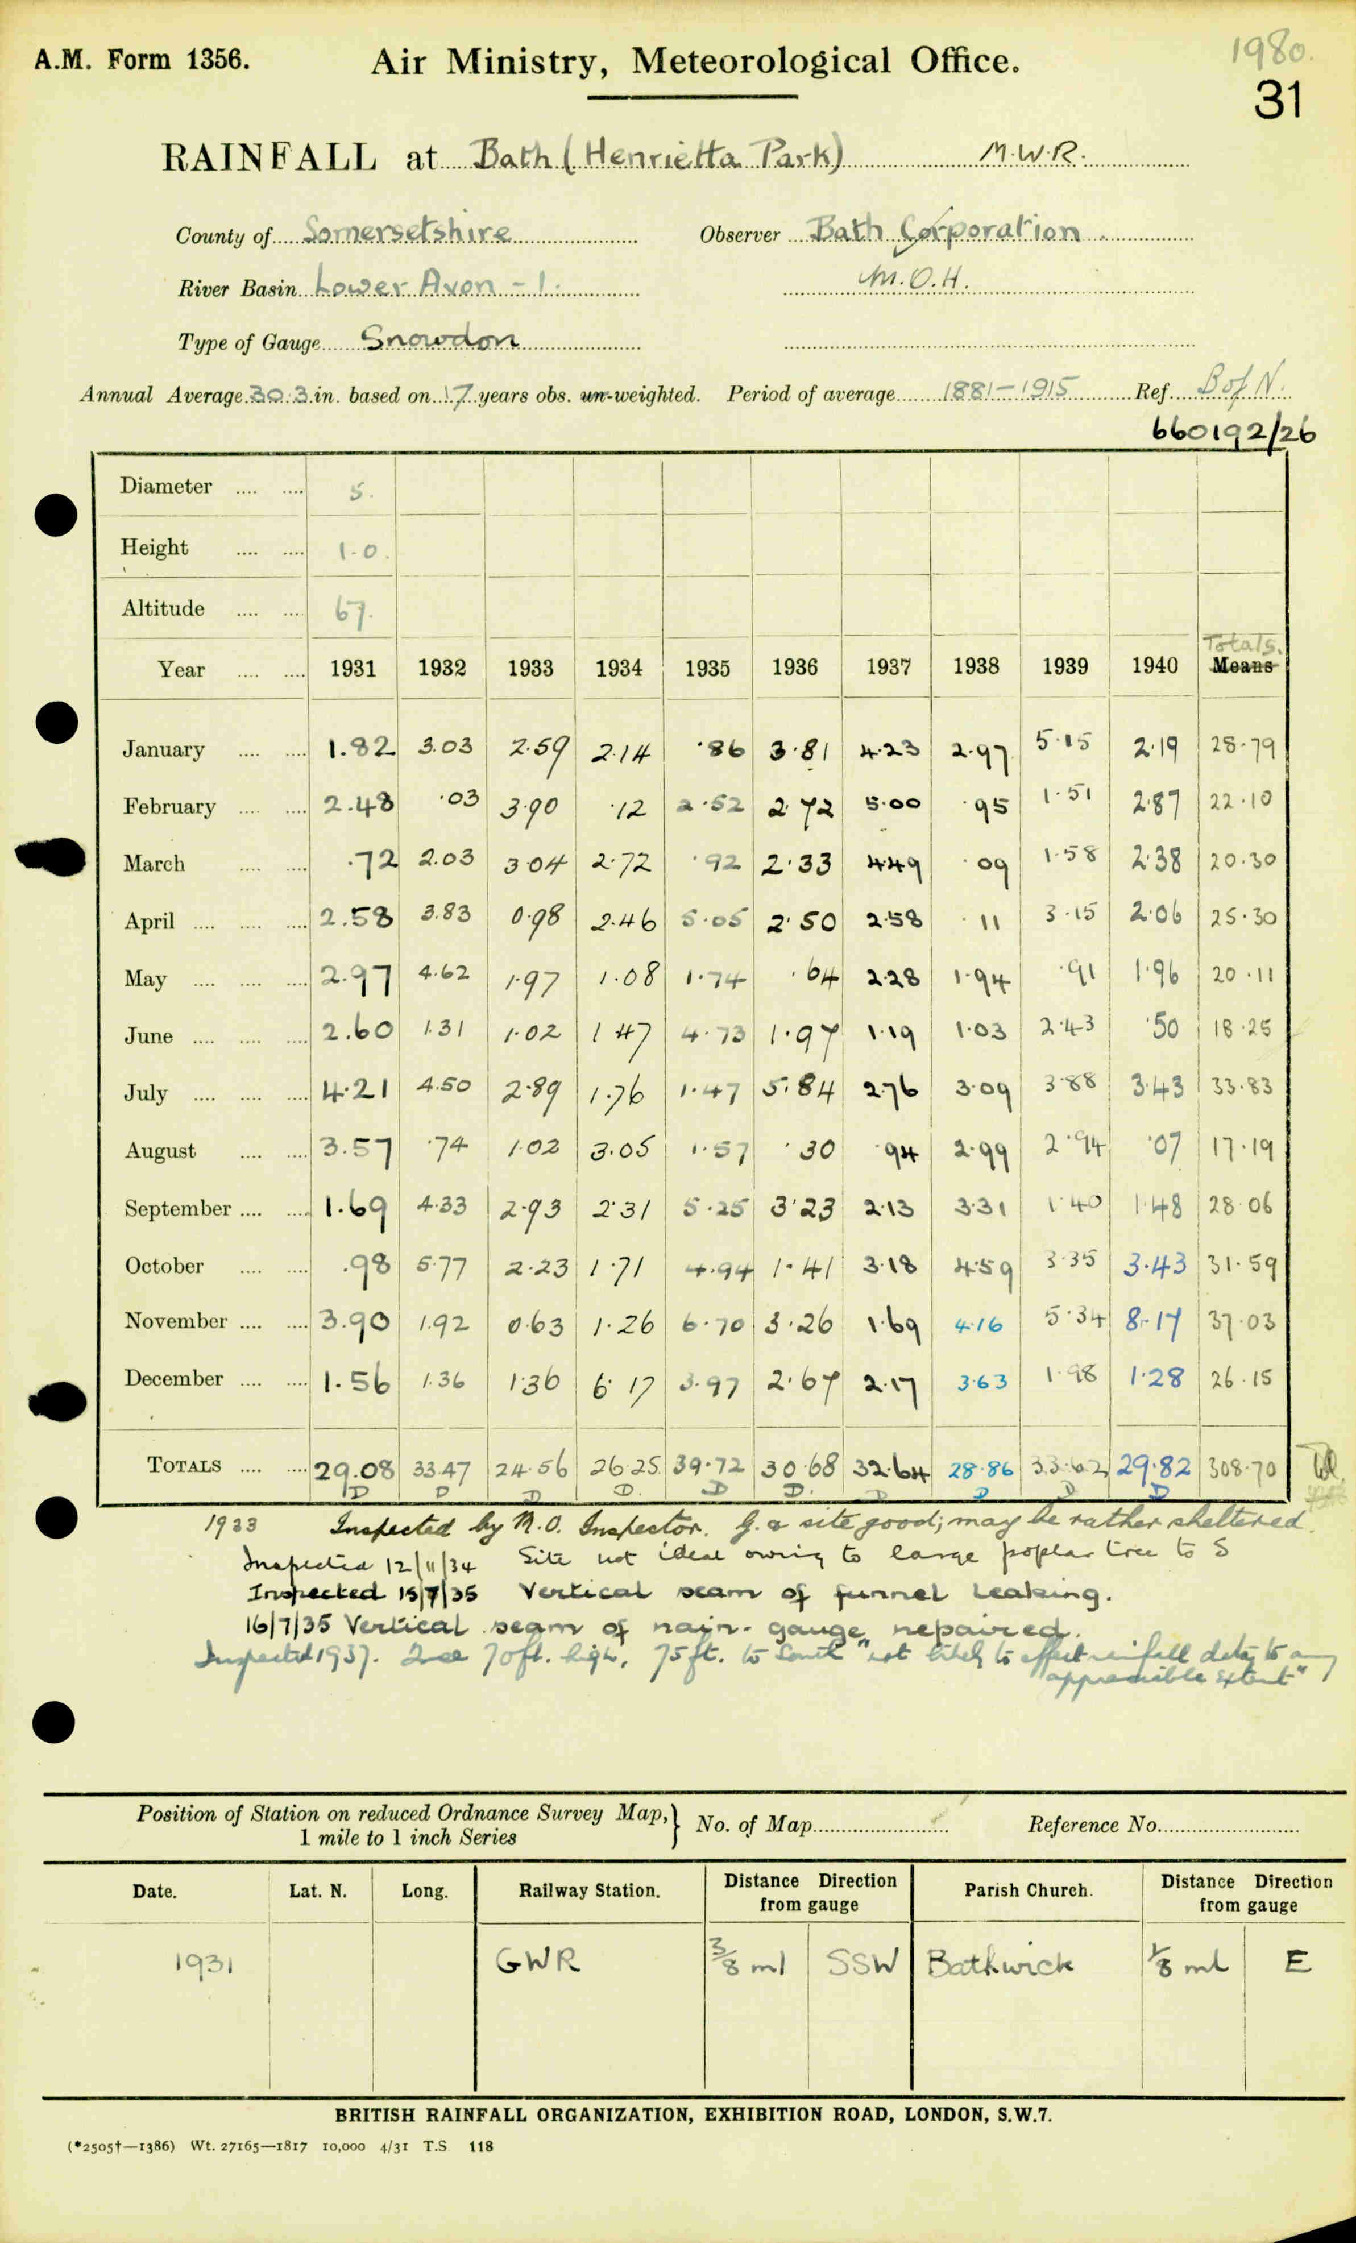 1980.
A.M. Form 1356. Air Ministry, Meteorological Office.
31
RAINFALL at Bath (Henrietta Park) M.W.R.
County of Somersetshire Observer Bath Corporation
River Basin Lower Avon - 1. M.O.H.
Type of Gauge Snowdon
Annual Average 30.3 in. based on 17 years obs. un-weighted. Period of average 1881-1915 Ref. B of N.
660192/26
Diameter 5.
Height 1.0.
Altitude 67.
Totals.
Year 1931 1932 1933 1934 1935 1936 1937 1938 1939 1940 Means
January 1.82 3.03 2.59 2.14 .86 3.81 4.23 2.97 5.15 2.19 28.79
February 2.48 .03 3.90 .12 2.52 2.72 5.00 .95 1.51 2.87 22.10
March .72 2.03 3.04 2.72 .92 2.33 4.49 .09 1.58 2.38 20.30
April 2.58 3.83 0.98 2.46 5.05 2.50 2.58 .11 3.15 2.06 25.30
May 2.97 4.62 1.97 1.08 1.74 .64 2.28 1.94 .91 1.96 20.11
June 2.60 1.31 1.02 1.47 4.73 1.97 1.19 1.03 2.43 .50 18.25
July 4.21 4.50 2.89 1.76 1.47 5.84 2.76 3.09 3.88 3.43 33.83
August 3.57 .74 1.02 3.05 1.57 .30 .94 2.99 2.94 .07 17.19
September 1.69 4.33 2.93 2.31 5.25 3.23 2.13 3.31 1.40 1.48 28.06
October .98 5.77 2.23 1.71 4.94 1.41 3.18 4.59 3.35 3.43 31.59
November 3.90 1.92 0.63 1.26 6.70 3.26 1.69 4.16 5.34 8.17 37.03
December 1.56 1.36 1.36 6.17 3.97 2.67 2.17 3.63 1.98 1.28 26.15
TOTALS 29.08 33.47 24.56 26.25 39.72 30.68 32.64 28.86 33.62 29.82 308.70
D D D D. D D. D D D D
1933 Inspected by M.O. Inspector. G. & site good; may be rather sheltered.
Inspected 12/11/34 Site not ideal owing to large poplar tree to S
Inspected 15/7/35 Vertical seam of funnel leaking.
16/7/35 Vertical seam of rain-gauge repaired.
Inspected 1937. Tree 70ft. high, 75ft. to South "not likely to affect rainfall data to any
appreciable extent"
Position of Station on reduced Ordnance Survey Map,} No. of Map Reference No.
1 mile to 1 inch Series
Date. Lat. N. Long. Railway Station. Distance Direction from gauge Parish Church. Distance Direction from gauge
1931 GWR 3/8 ml SSW Bathwick 1/8 ml E
BRITISH RAINFALL ORGANIZATION, EXHIBITION ROAD, LONDON, S.W.7.
(*2505†—1386) Wt. 27165—1817 10,000 4/31 T.S. 118